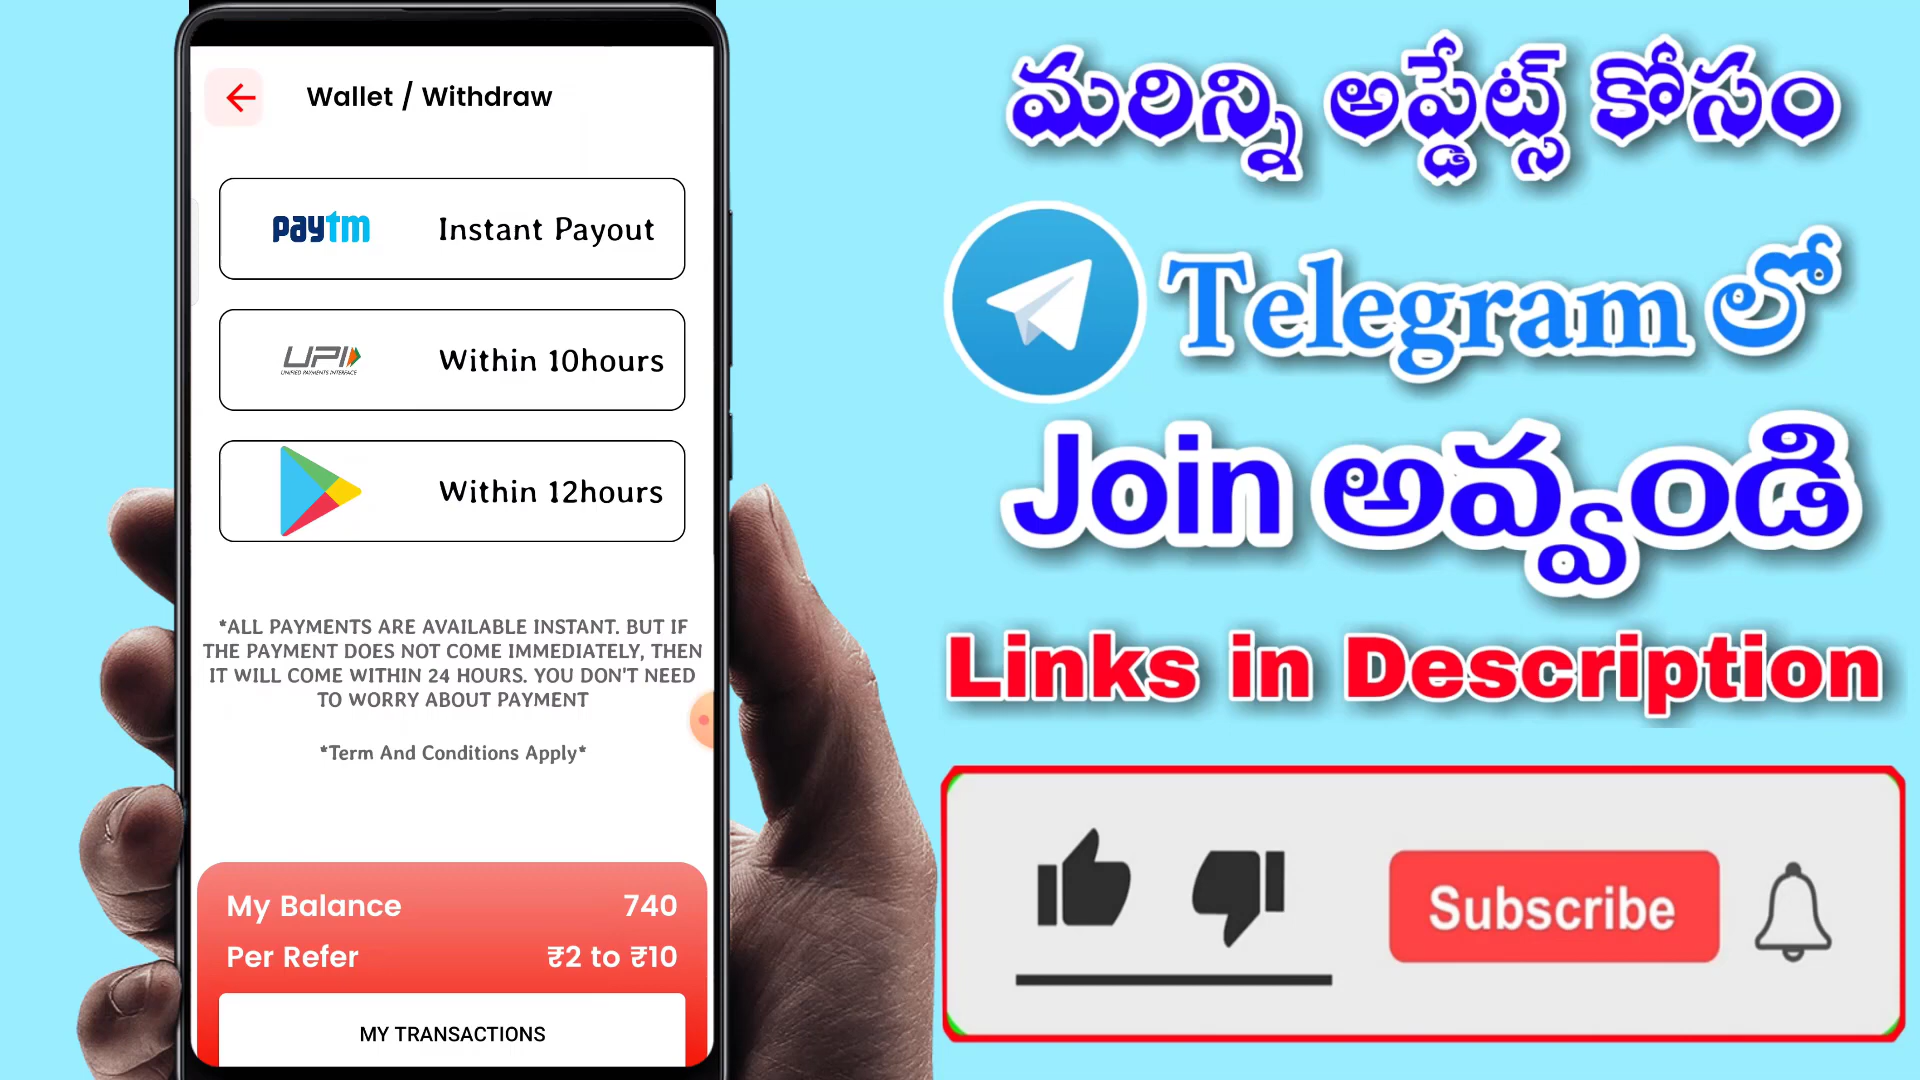 Wallet / Withdraw
paytm Instant Payout
UPI Within 10hours
UNIFIED PAYMENTS INTERFACE
Within 12hours
*ALL PAYMENTS ARE AVAILABLE INSTANT. BUT IF
THE PAYMENT DOES NOT COME IMMEDIATELY, THEN
IT WILL COME WITHIN 24 HOURS. YOU DON'T NEED
TO WORRY ABOUT PAYMENT
*Term And Conditions Apply*
My Balance 740
Per Refer ₹2 to ₹10
MY TRANSACTIONS
మరిన్ని అప్డేట్స్ కోసం
Telegram లో
Join అవ్వండి
Links in Description
Subscribe